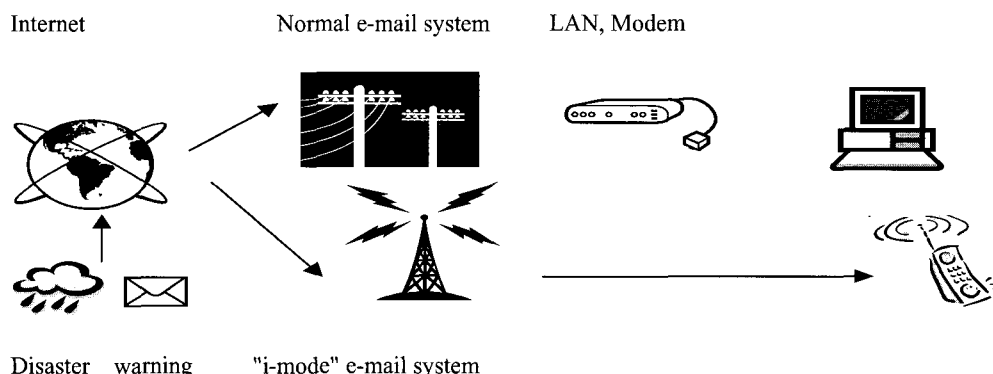 Internet
Normal e-mail system
LAN, Modem
Disaster warning
"i-mode" e-mail system